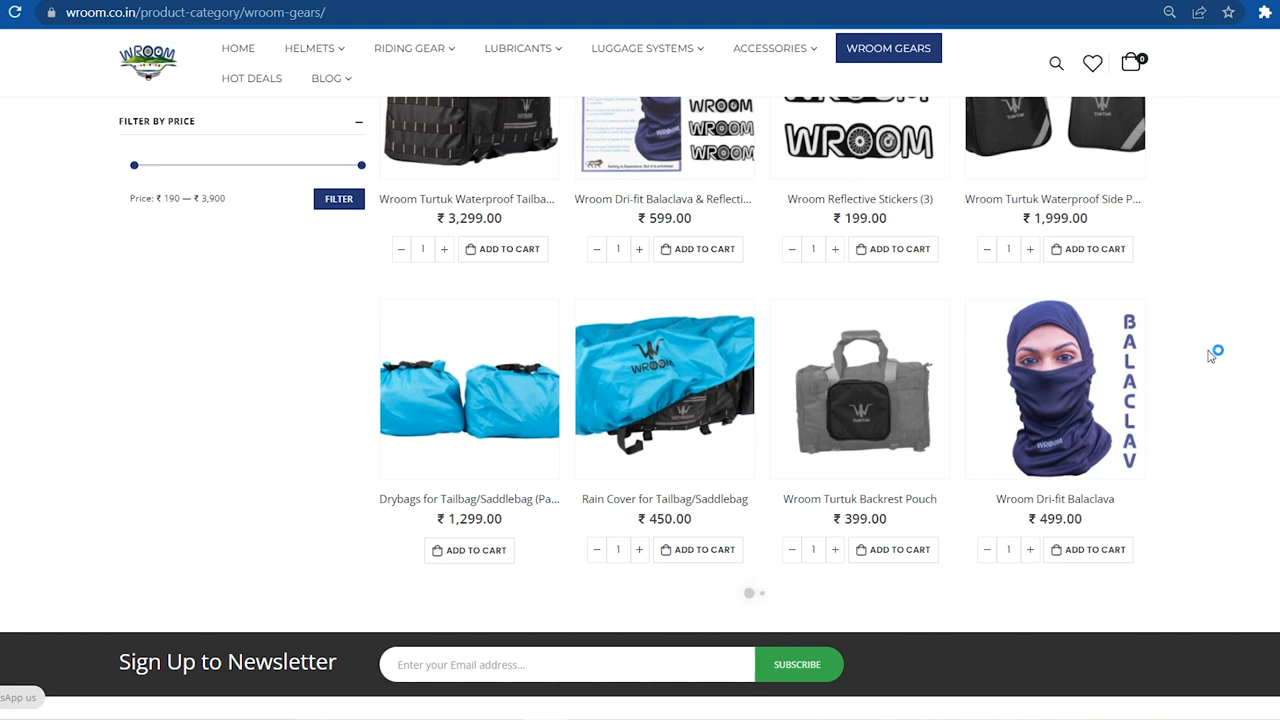 wroom.co.in/product-category/wroom-gears/
WROOM
HOME
HELMETS
RIDING GEAR
LUBRICANTS
LUGGAGE SYSTEMS
ACCESSORIES
WROOM GEARS
0
HOT DEALS
BLOG
FILTER BY PRICE
Price: ₹ 190 — ₹ 3,900
FILTER
WROOM
WROOM
WROOM
WROOM
WROOM
Wroom Turtuk Waterproof Tailba...
Wroom Dri-fit Balaclava & Reflecti...
Wroom Reflective Stickers (3)
Wroom Turtuk Waterproof Side P...
₹ 3,299.00
₹ 599.00
₹ 199.00
₹ 1,999.00
− 1 + ADD TO CART
− 1 + ADD TO CART
− 1 + ADD TO CART
− 1 + ADD TO CART
WROOM
TURTUK
WROOM
BALACLAV
Drybags for Tailbag/Saddlebag (Pa...
Rain Cover for Tailbag/Saddlebag
Wroom Turtuk Backrest Pouch
Wroom Dri-fit Balaclava
₹ 1,299.00
₹ 450.00
₹ 399.00
₹ 499.00
ADD TO CART
− 1 + ADD TO CART
− 1 + ADD TO CART
− 1 + ADD TO CART
Sign Up to Newsletter
Enter your Email address...
SUBSCRIBE
sApp us